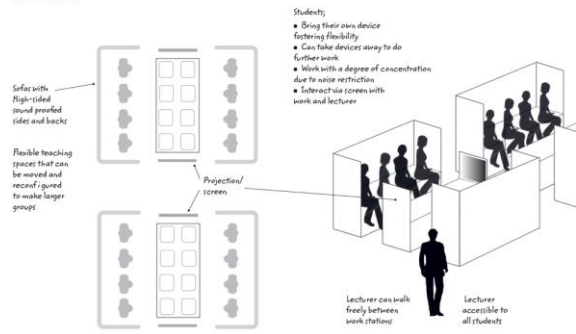 Students;
• Bring their own device
fostering flexibility
• Can take devices away to do
further work
• Work with a degree of concentration
due to noise restriction
• Interact via screen with
work and lecturer
Sofas with
High-sided
sound proofed
sides and backs
Flexible teaching
spaces that can
be moved and
reconfigured
to make larger
groups
Projection/
screen
Lecturer can walk
freely between
work stations
Lecturer
accessible to
all students